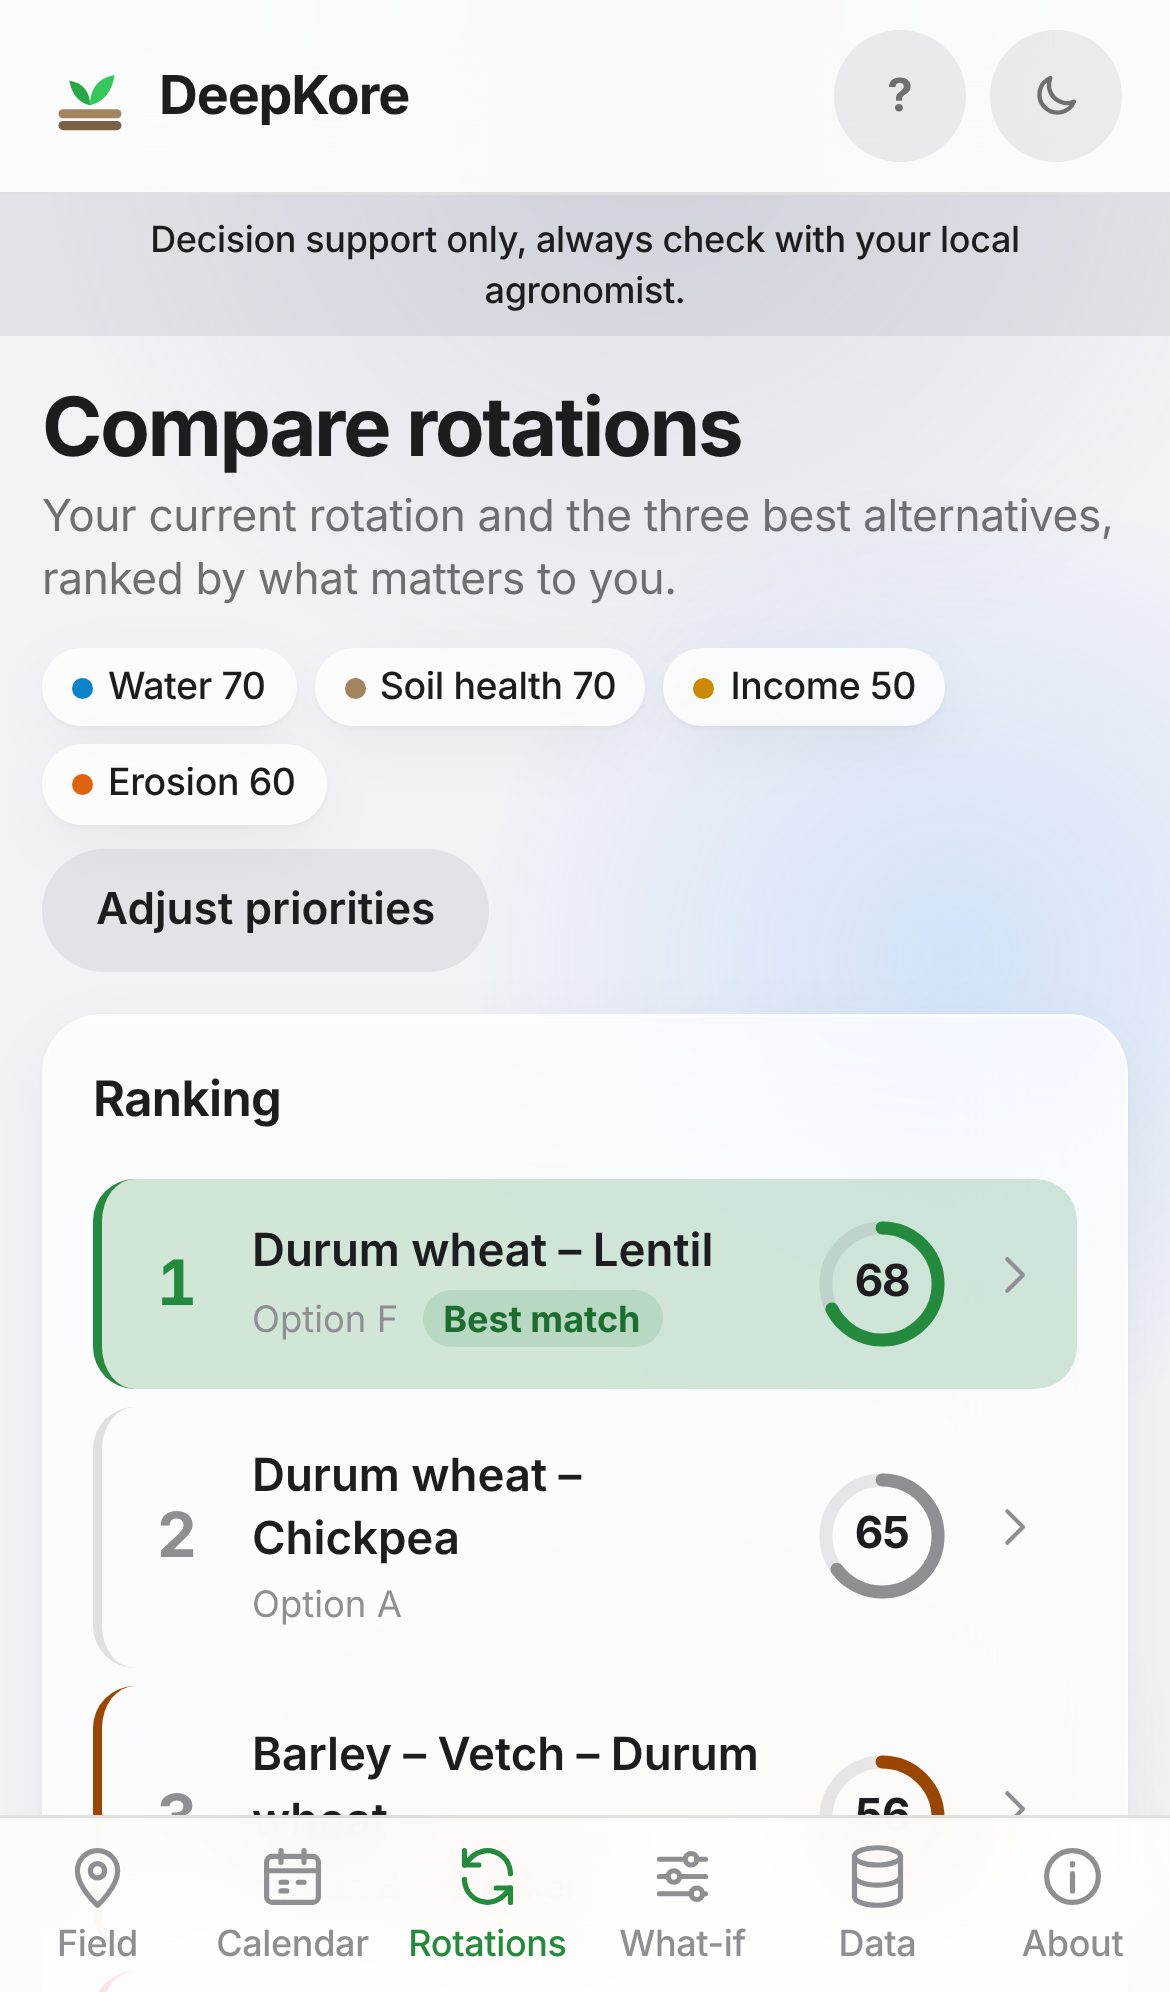 DeepKore
?
Decision support only, always check with your local
agronomist.
Compare rotations
Your current rotation and the three best alternatives,
ranked by what matters to you.
Water 70
Soil health 70
Income 50
Erosion 60
Adjust priorities
Ranking
1
Durum wheat – Lentil
68
Option F
Best match
2
Durum wheat –
Chickpea
65
Option A
3
Barley – Vetch – Durum
wheat
56
Field
Calendar
Rotations
What-if
Data
About